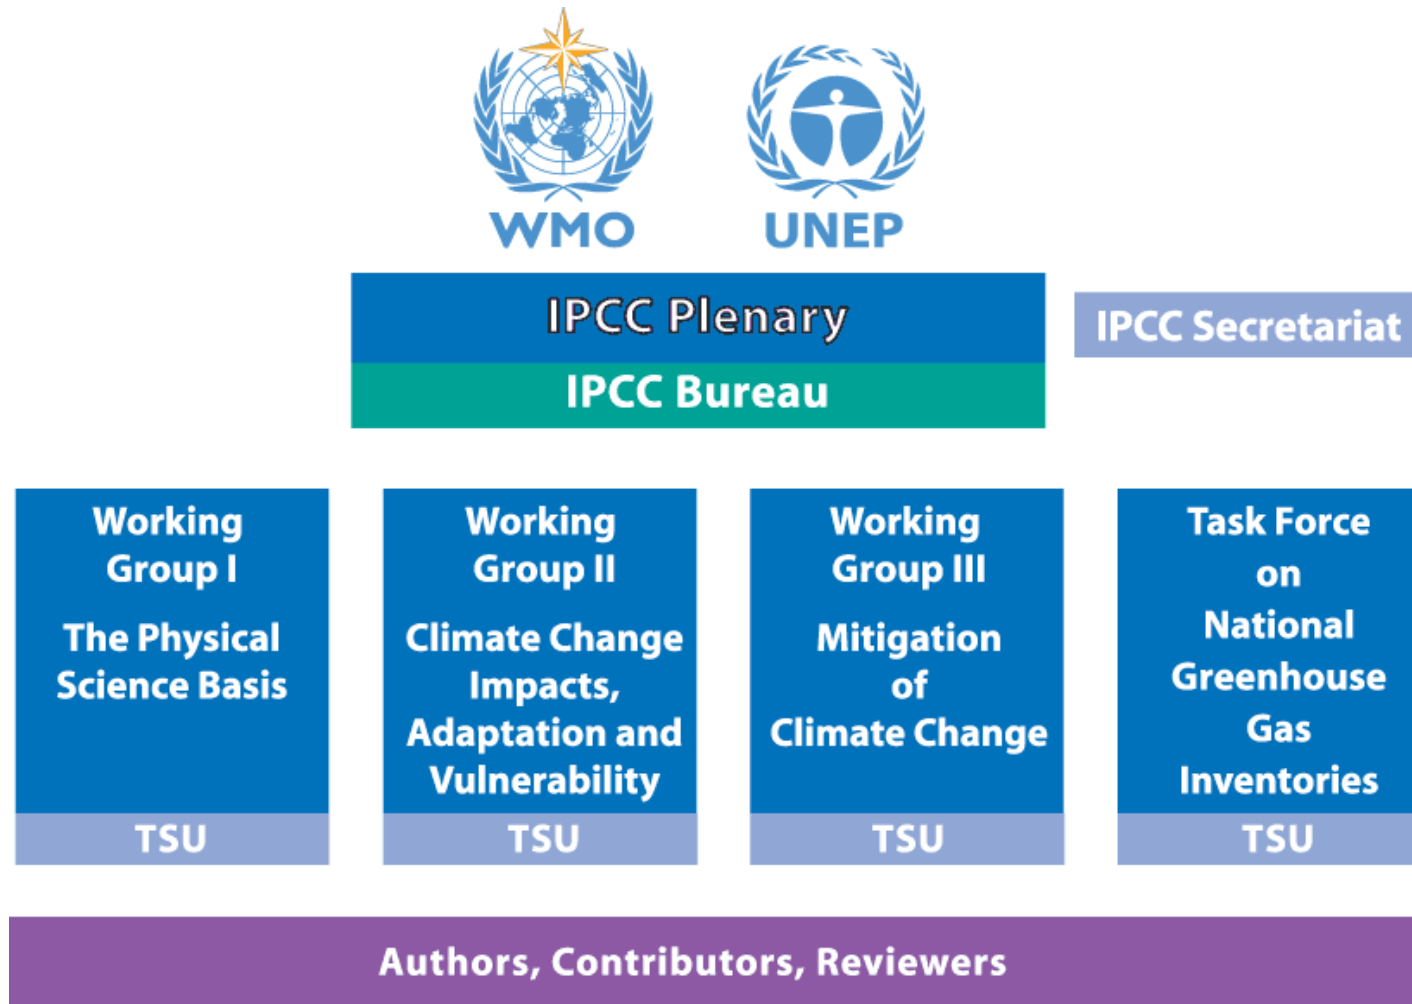 WMO
UNEP
IPCC Plenary
IPCC Secretariat
IPCC Bureau
Working
Group I
The Physical
Science Basis
TSU
Working
Group II
Climate Change
Impacts,
Adaptation and
Vulnerability
TSU
Working
Group III
Mitigation
of
Climate Change
TSU
Task Force
on
National
Greenhouse
Gas
Inventories
TSU
Authors, Contributors, Reviewers